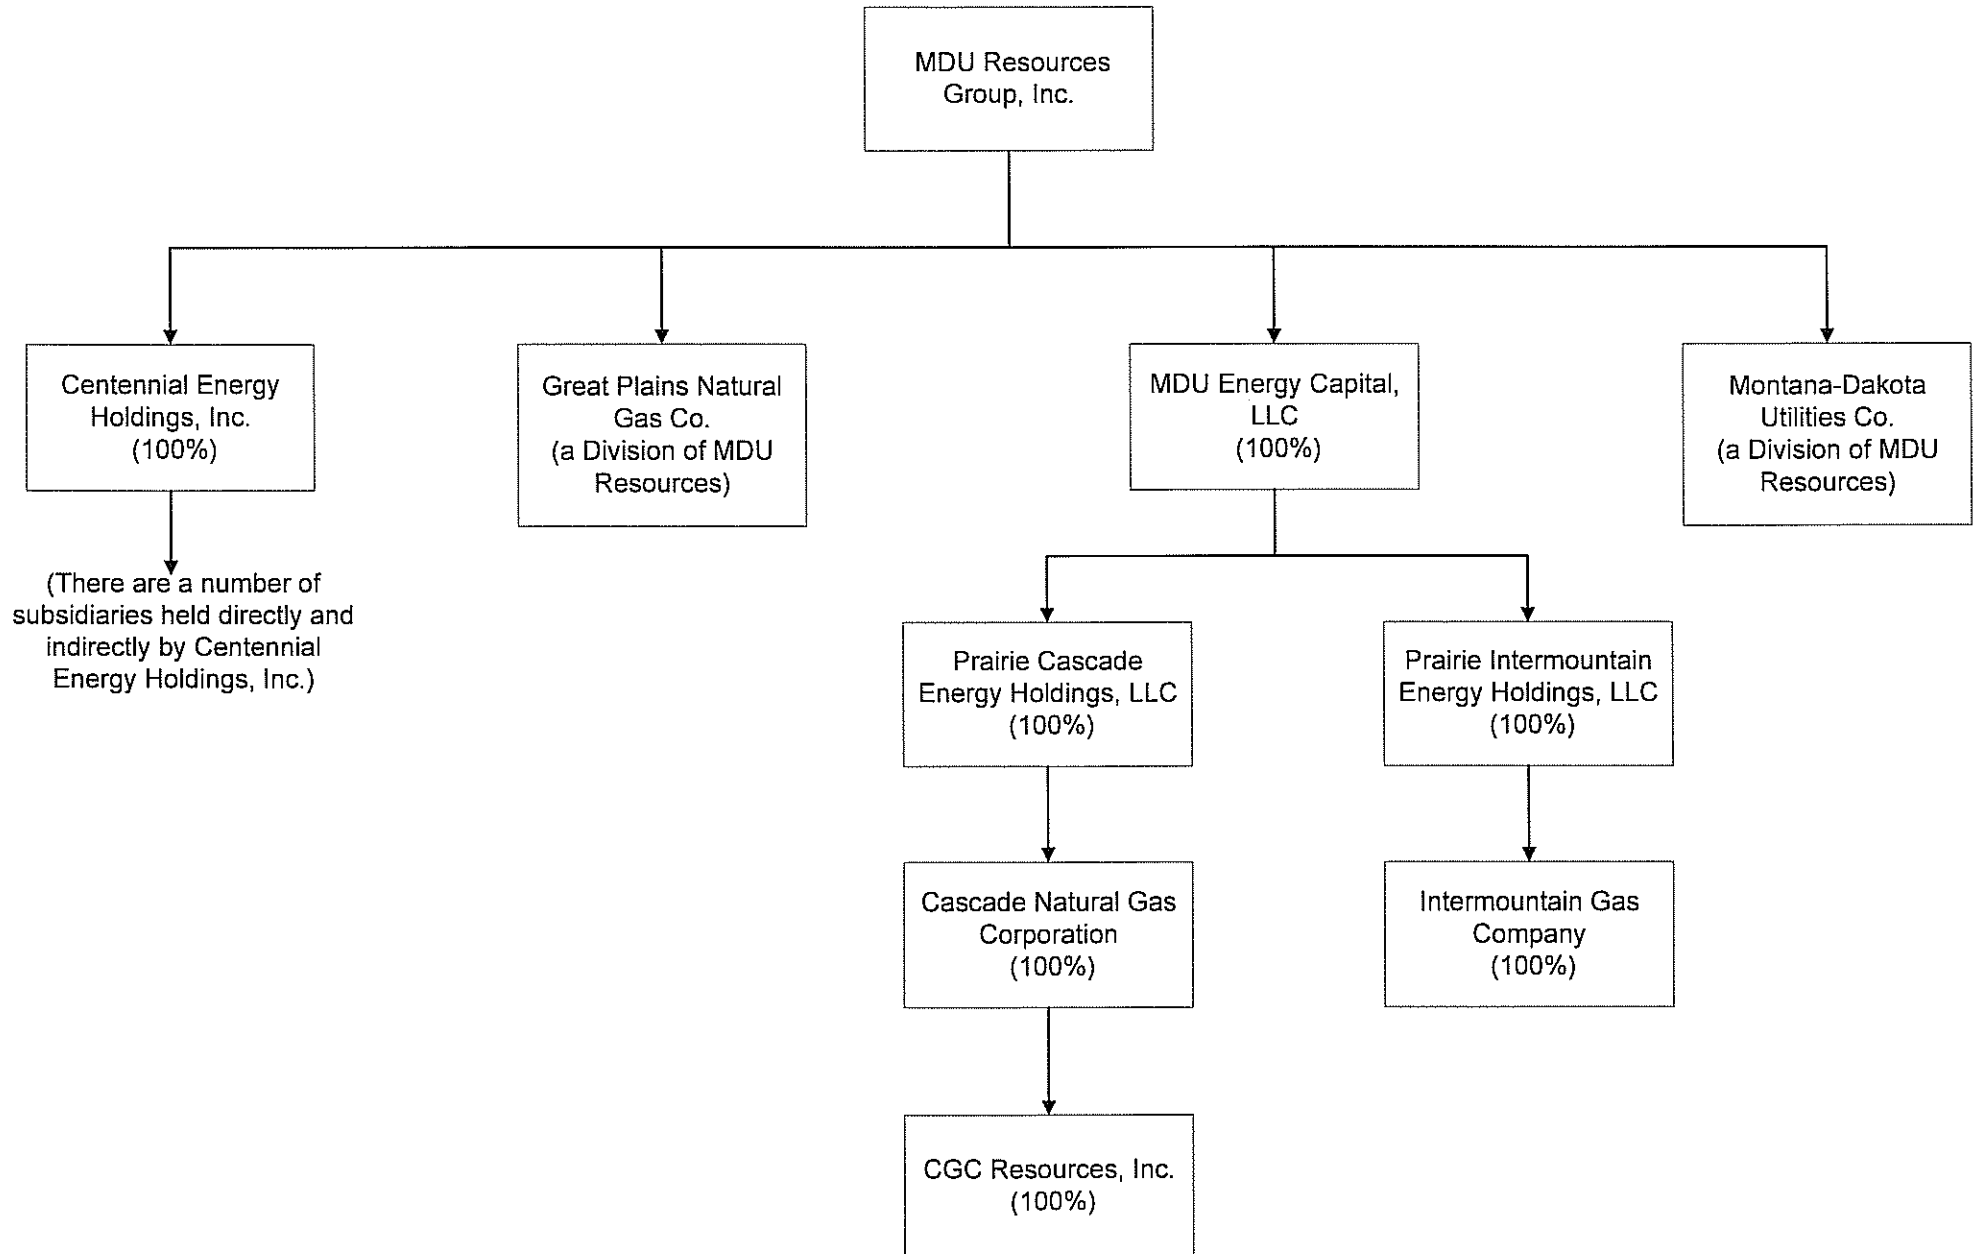 MDU Resources
Group, Inc.
Centennial Energy
Holdings, Inc.
(100%)
Great Plains Natural
Gas Co.
(a Division of MDU
Resources)
MDU Energy Capital,
LLC
(100%)
Montana-Dakota
Utilities Co.
(a Division of MDU
Resources)
(There are a number of
subsidiaries held directly and
indirectly by Centennial
Energy Holdings, Inc.)
Prairie Cascade
Energy Holdings, LLC
(100%)
Prairie Intermountain
Energy Holdings, LLC
(100%)
Cascade Natural Gas
Corporation
(100%)
Intermountain Gas
Company
(100%)
CGC Resources, Inc.
(100%)